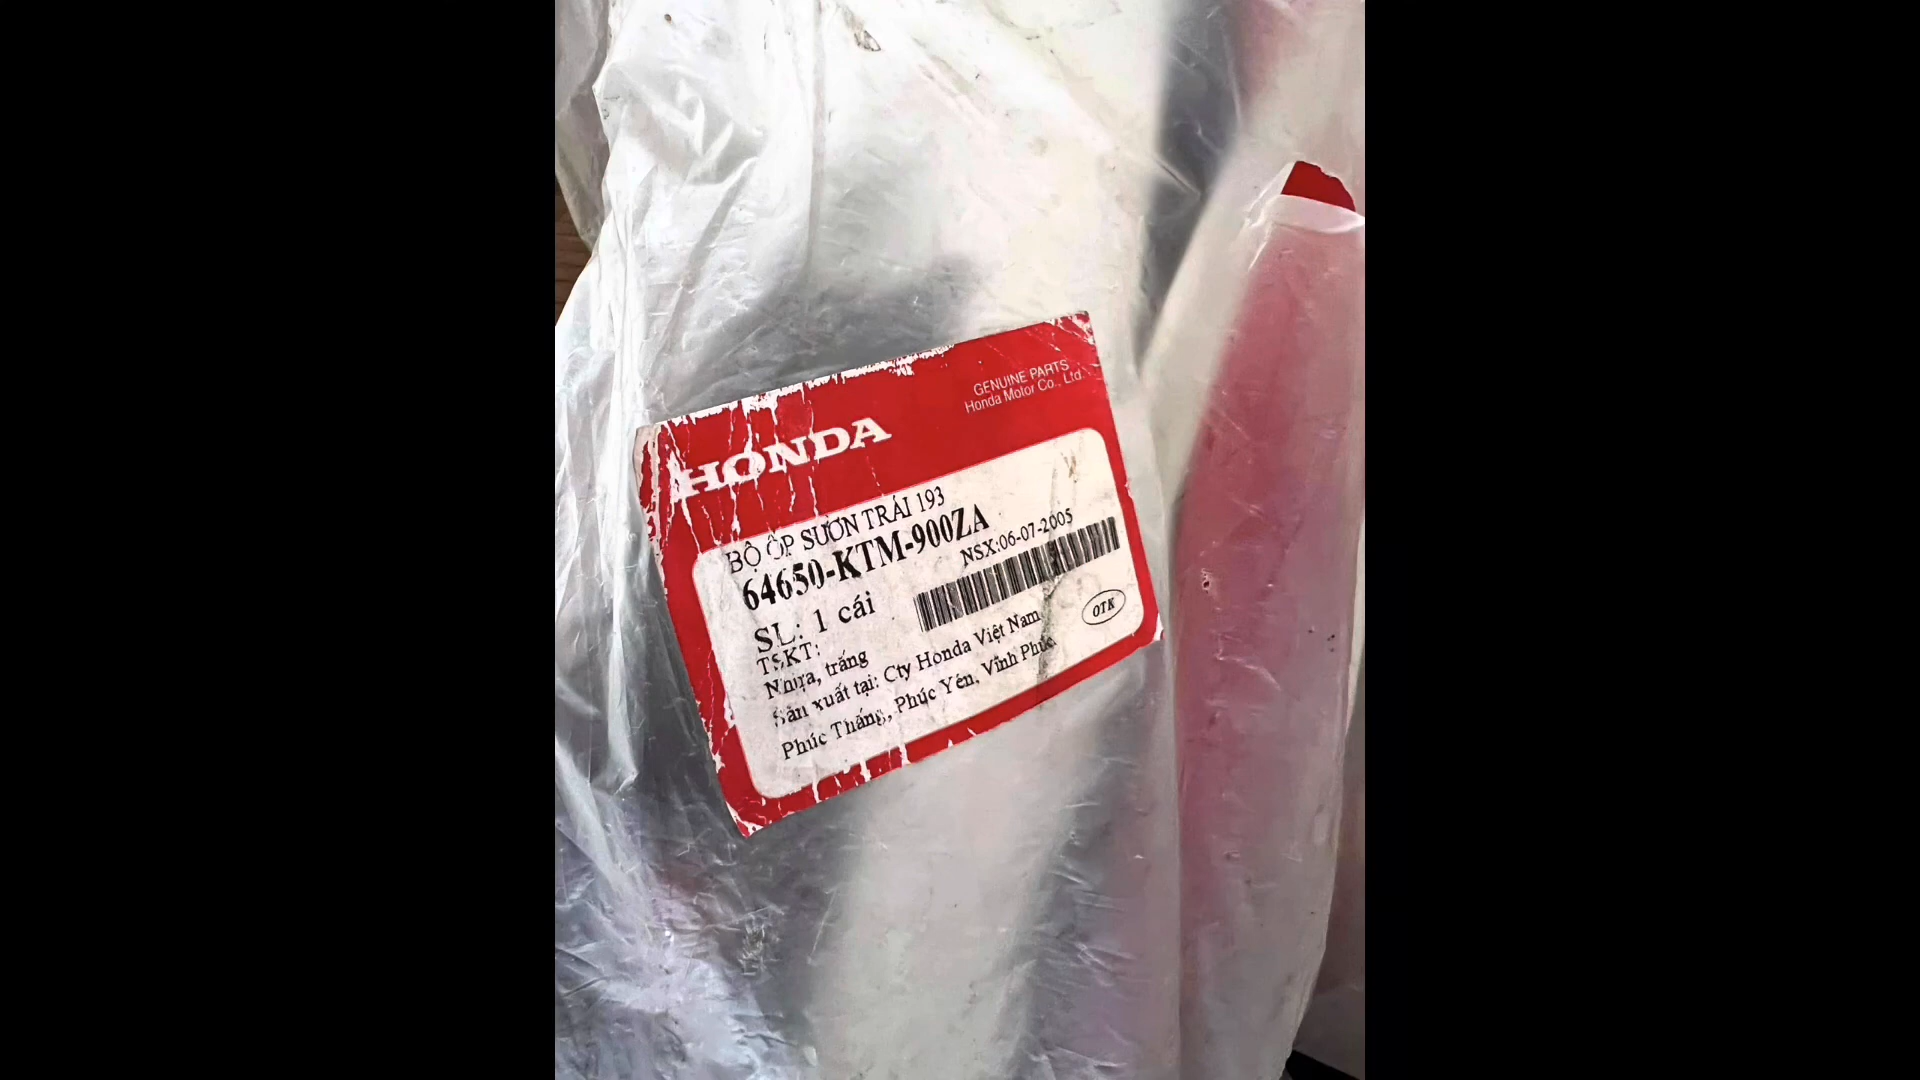 GENUINE PARTS
Honda Motor Co., Ltd.
HONDA
BỘ ỐP SƯỜN TRÁI 193
64650-KTM-900ZA
NSX:06-07-2005
SL: 1 cái
TSKT:
Nhựa, trắng
Sản xuất tại: Cty Honda Việt Nam
Phúc Thắng, Phúc Yên, Vĩnh Phúc
OTK